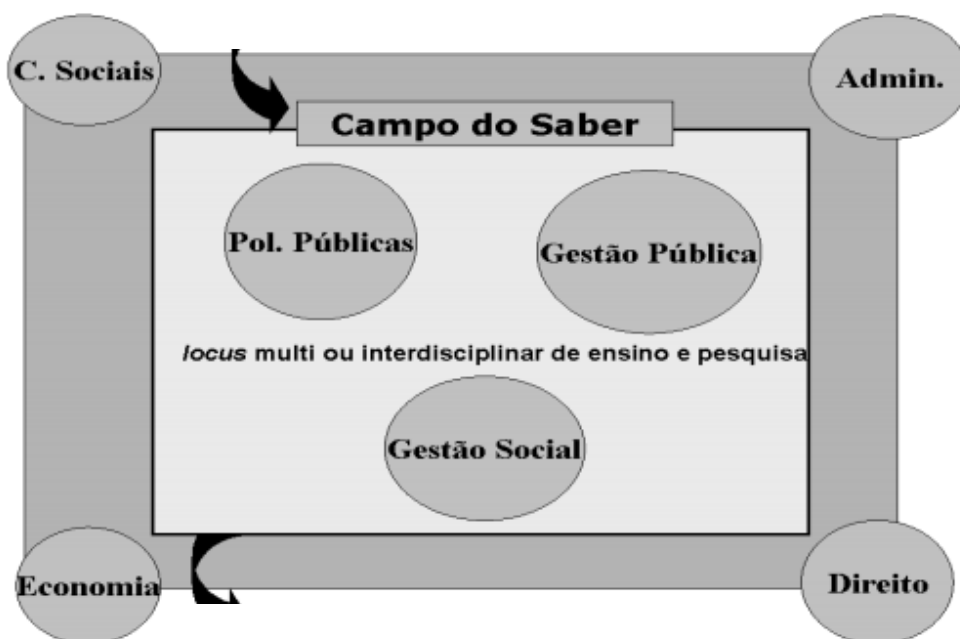 C. Sociais
Admin.
Campo do Saber
Pol. Públicas
Gestão Pública
locus multi ou interdisciplinar de ensino e pesquisa
Gestão Social
Economia
Direito